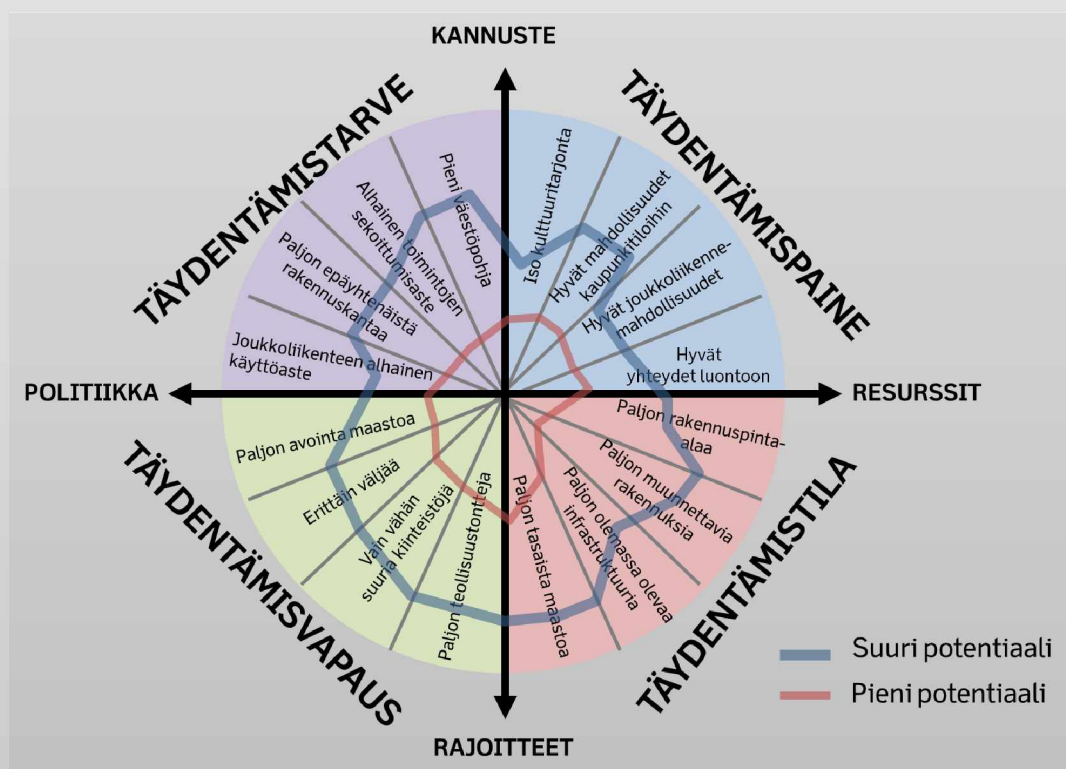 KANNUSTE
TÄYDENTÄMISTARVE
TÄYDENTÄMISPAINE
Pieni väestöpohja
Alhainen toimintojen
sekoittumisaste
Paljon epäyhtenäistä
rakennuskantaa
Joukkoliikenteen alhainen
käyttöaste
Iso kulttuuritarjonta
Hyvät mahdollisuudet
kaupunkitiloihin
Hyvät joukkoliikenne-
mahdollisuudet
Hyvät
yhteydet luontoon
POLITIIKKA
RESURSSIT
Paljon avointa maastoa
Erittäin väljää
Vain vähän
suuria kiinteistöjä
Paljon teollisuustontteja
Paljon rakennuspinta-
alaa
Paljon muunnettavia
rakennuksia
Paljon olemassa olevaa
infrastruktuuria
Paljon tasaista maastoa
TÄYDENTÄMISVAPAUS
TÄYDENTÄMISTILA
Suuri potentiaali
Pieni potentiaali
RAJOITTEET